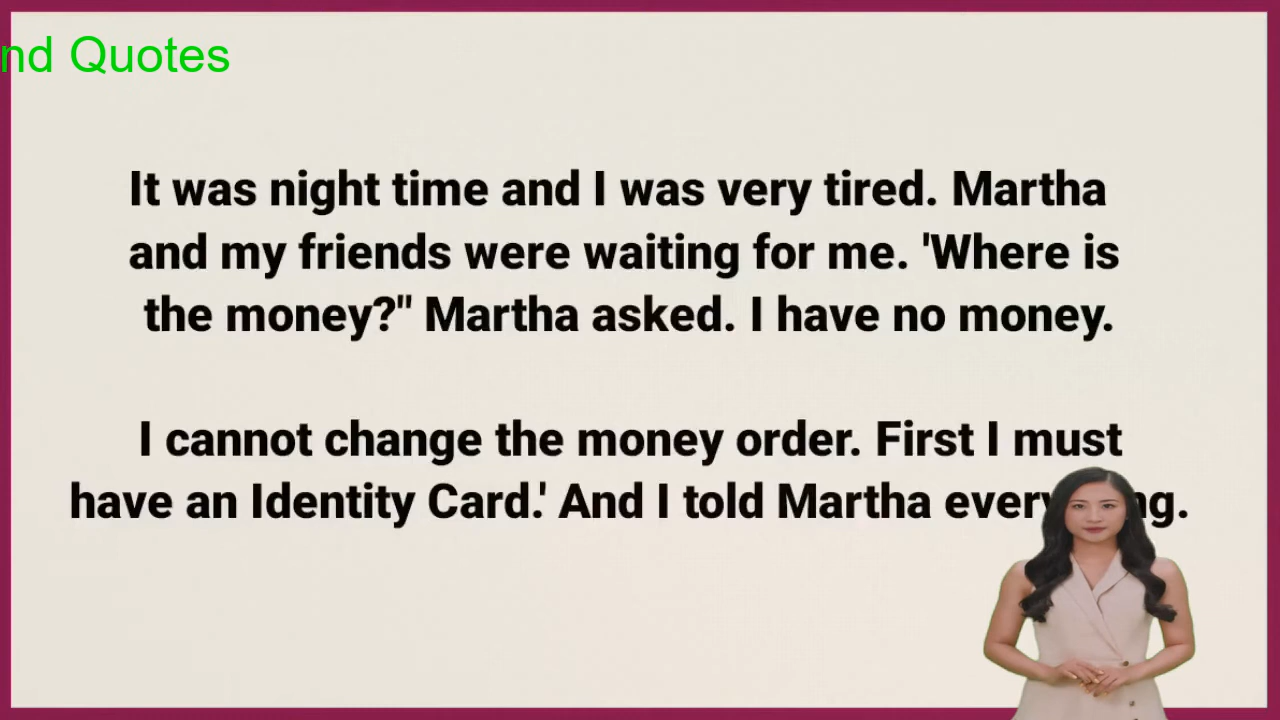 Quotes
It was night time and I was very tired. Martha
and my friends were waiting for me. 'Where is
the money?" Martha asked. I have no money.
I cannot change the money order. First I must
have an Identity Card.' And I told Martha